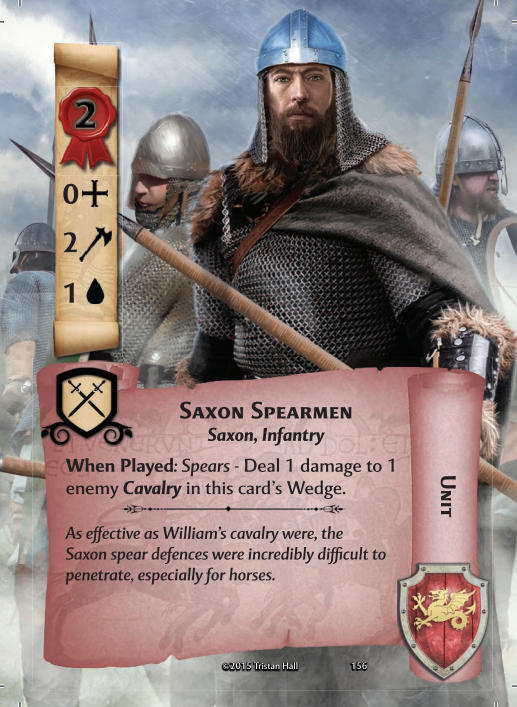 2
0
2
1
Saxon Spearmen
Saxon, Infantry
When Played: Spears - Deal 1 damage to 1
enemy Cavalry in this card's Wedge.
As effective as William's cavalry were, the
Saxon spear defences were incredibly difficult to
penetrate, especially for horses.
Unit
©2015 Tristan Hall 156